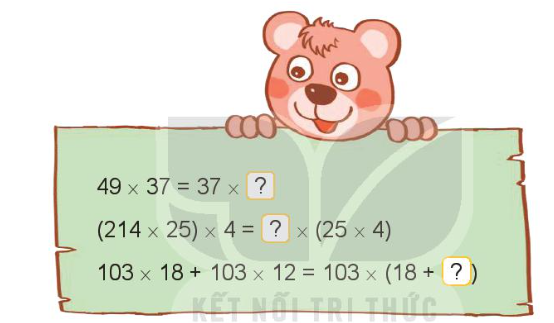 49 × 37 = 37 × ?
(214 × 25) × 4 = ? × (25 × 4)
103 × 18 + 103 × 12 = 103 × (18 + ?)
KẾT NỐI TRI THỨC